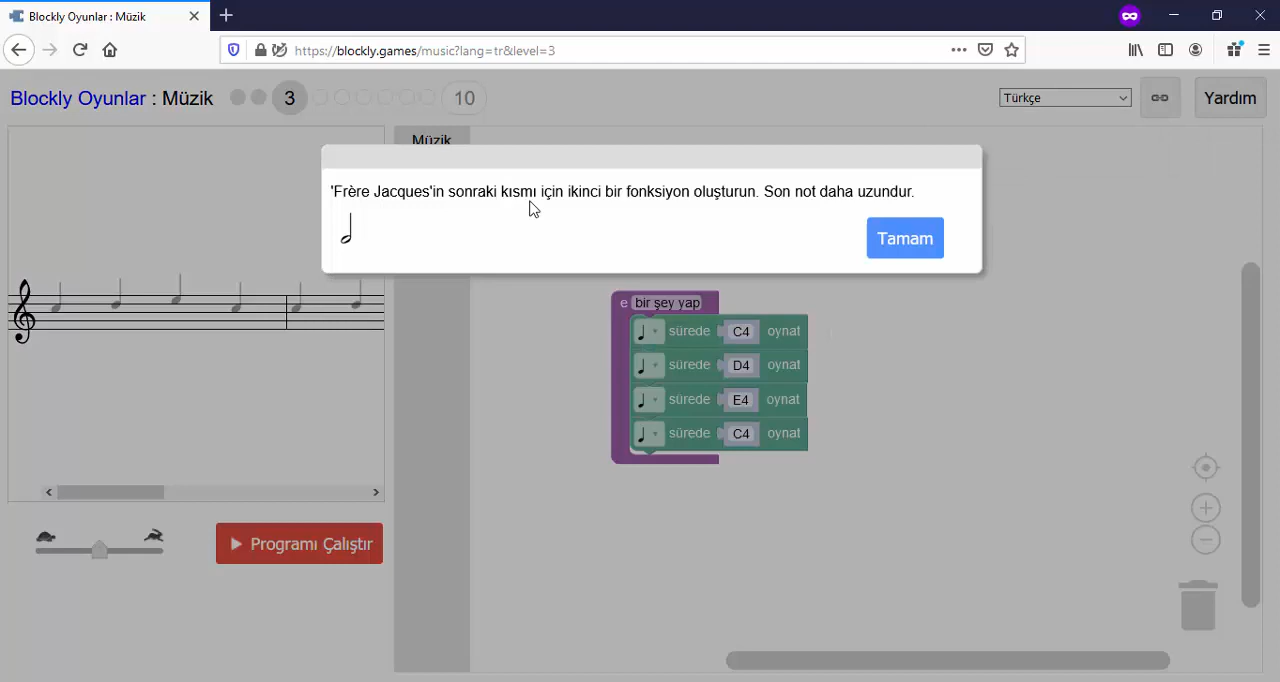 Blockly Oyunlar : Müzik
https://blockly.games/music?lang=tr&level=3
Blockly Oyunlar : Müzik 3 10
Türkçe
Yardım
Müzik
'Frère Jacques'in sonraki kısmı için ikinci bir fonksiyon oluşturun. Son not daha uzundur.
Tamam
e bir şey yap
sürede C4 oynat
sürede D4 oynat
sürede E4 oynat
sürede C4 oynat
Programı Çalıştır